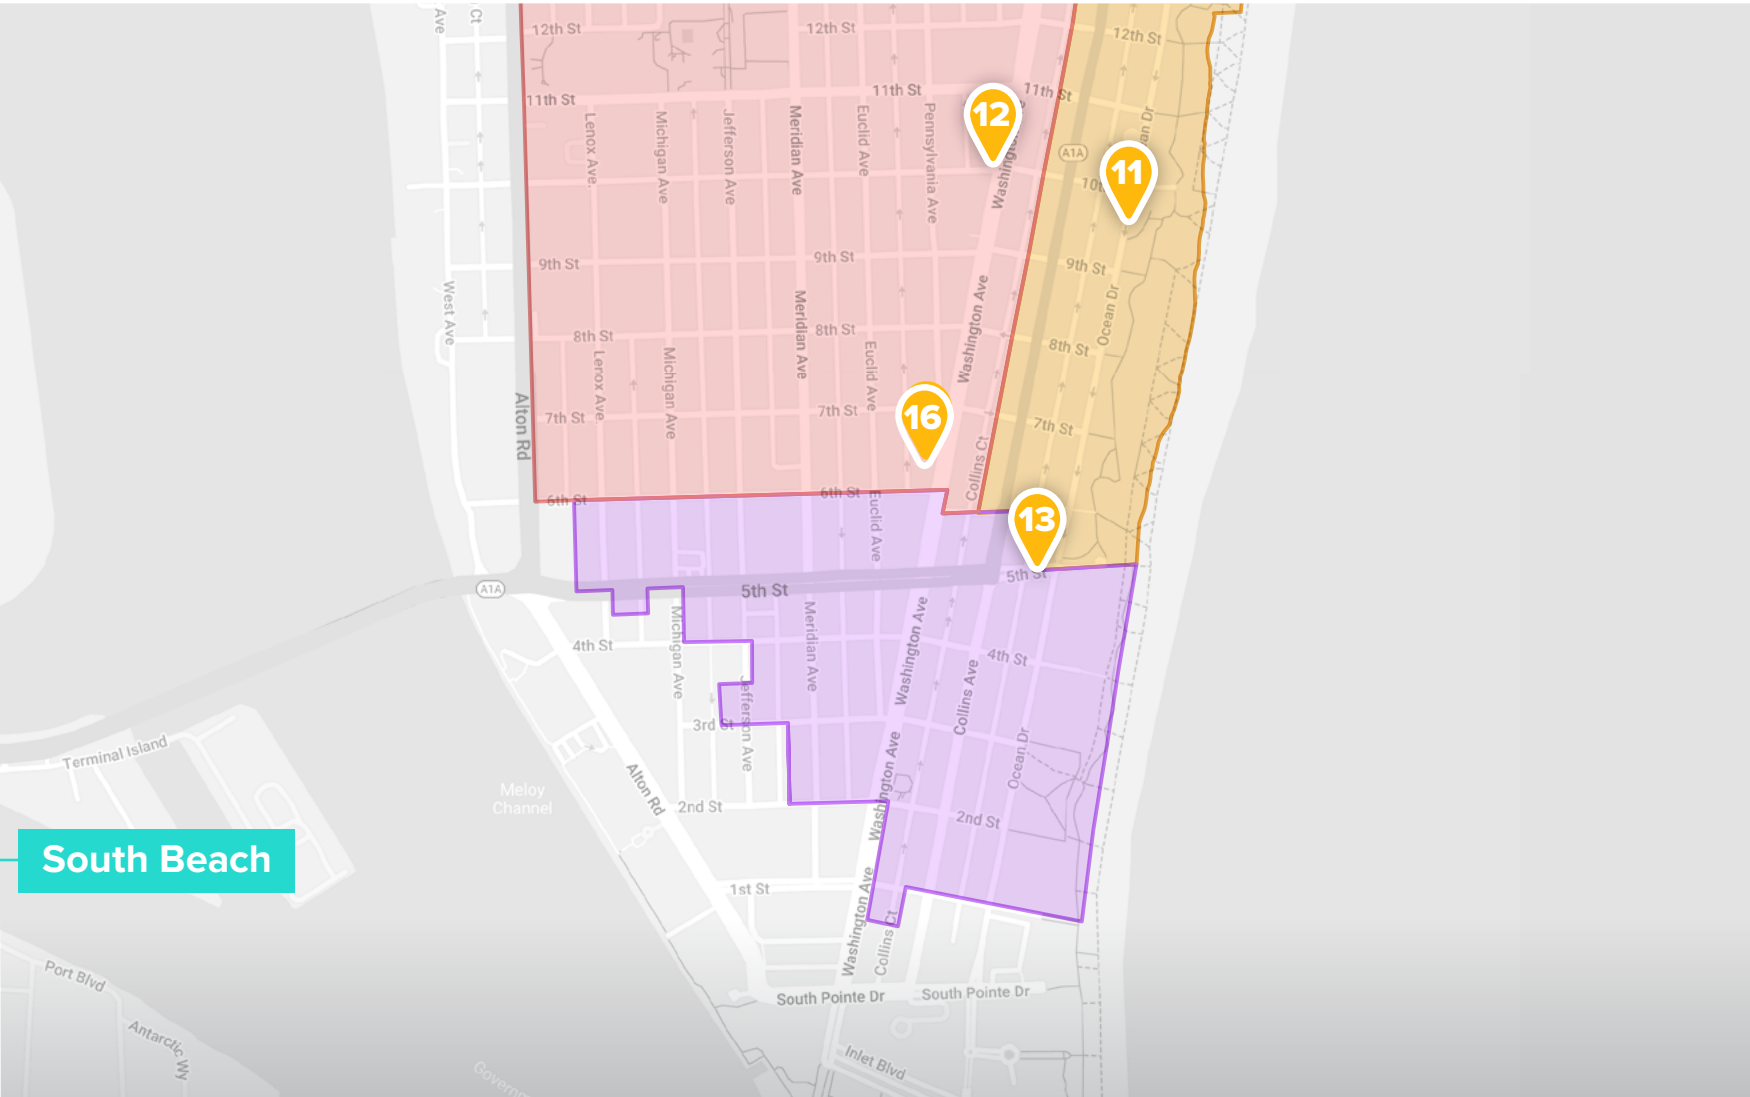 Ave
Ct
12th St
12th St
12th St
11th St
11th St
11th St
12
Lenox Ave.
Michigan Ave
Jefferson Ave
Meridian Ave
Euclid Ave
Pennsylvania Ave
A1A
11
9th St
9th St
9th St
West Ave
Meridian Ave
Washington Ave
Ocean Dr
8th St
8th St
8th St
Lenox Ave
Michigan Ave
Euclid Ave
Alton Rd
7th St
7th St
7th St
16
Collins Ct
6th St
6th St
Euclid Ave
13
A1A
5th St
5th St
Michigan Ave
Meridian Ave
Washington Ave
4th St
4th St
Collins Ave
Jefferson Ave
3rd St
Ocean Dr
Terminal Island
Alton Rd
Meloy
Channel
Washington Ave
2nd St
2nd St
South Beach
1st St
Washington Ave
Collins Ct
Port Blvd
South Pointe Dr
South Pointe Dr
Antarctic Wy
Inlet Blvd